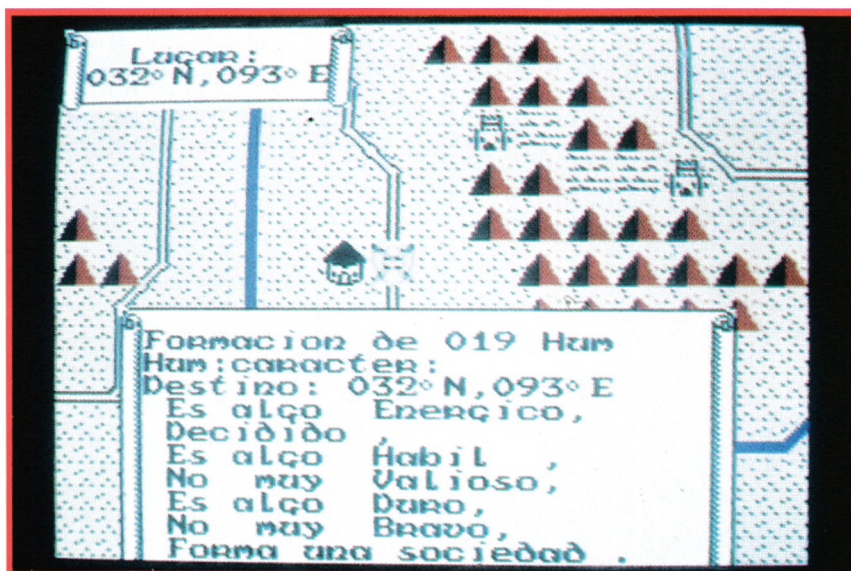 Lugar:
032° N,093° E
Formacion de 019 Hum
Hum:caracter:
Destino: 032° N,093° E
Es algo Energico,
Decidido ,
Es algo Habil ,
No muy Valioso,
Es algo Duro,
No muy Bravo,
Forma una sociedad .